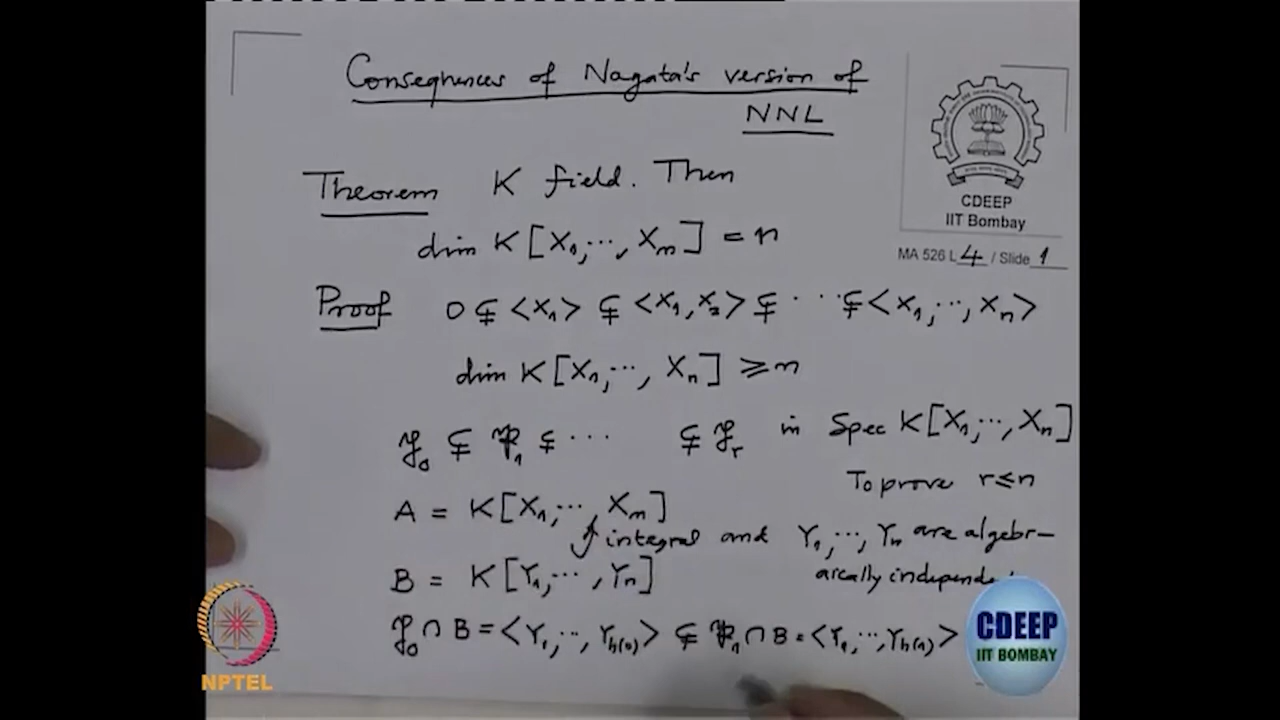 Consequences of Nagata's version of
NNL
Theorem K field. Then
dim K[X₁,···, Xₙ] = n
Proof 0 ⊊ <X₁> ⊊ <X₁,X₂> ⊊ ··· ⊊ <X₁,···,Xₙ>
dim K[X₁,···, Xₙ] ≥ n
𝔭₀ ⊊ 𝔭₁ ⊊ ··· ⊊ 𝔭ᵣ in Spec K[X₁,···,Xₙ]
To prove r≤n
A = K[X₁,···, Xₙ]
integral and Y₁,···, Yₙ are algebr-
B = K[Y₁,···, Yₙ]
aically
𝔭₀ ∩ B = <Y₁,···, Yₕ₍₀₎> ⊊ 𝔭₁ ∩ B = <Y₁,···,Yₕ₍₁₎>
CDEEP
IIT Bombay
MA 526 L 4 / Slide 1
NPTEL
CDEEP
IIT BOMBAY